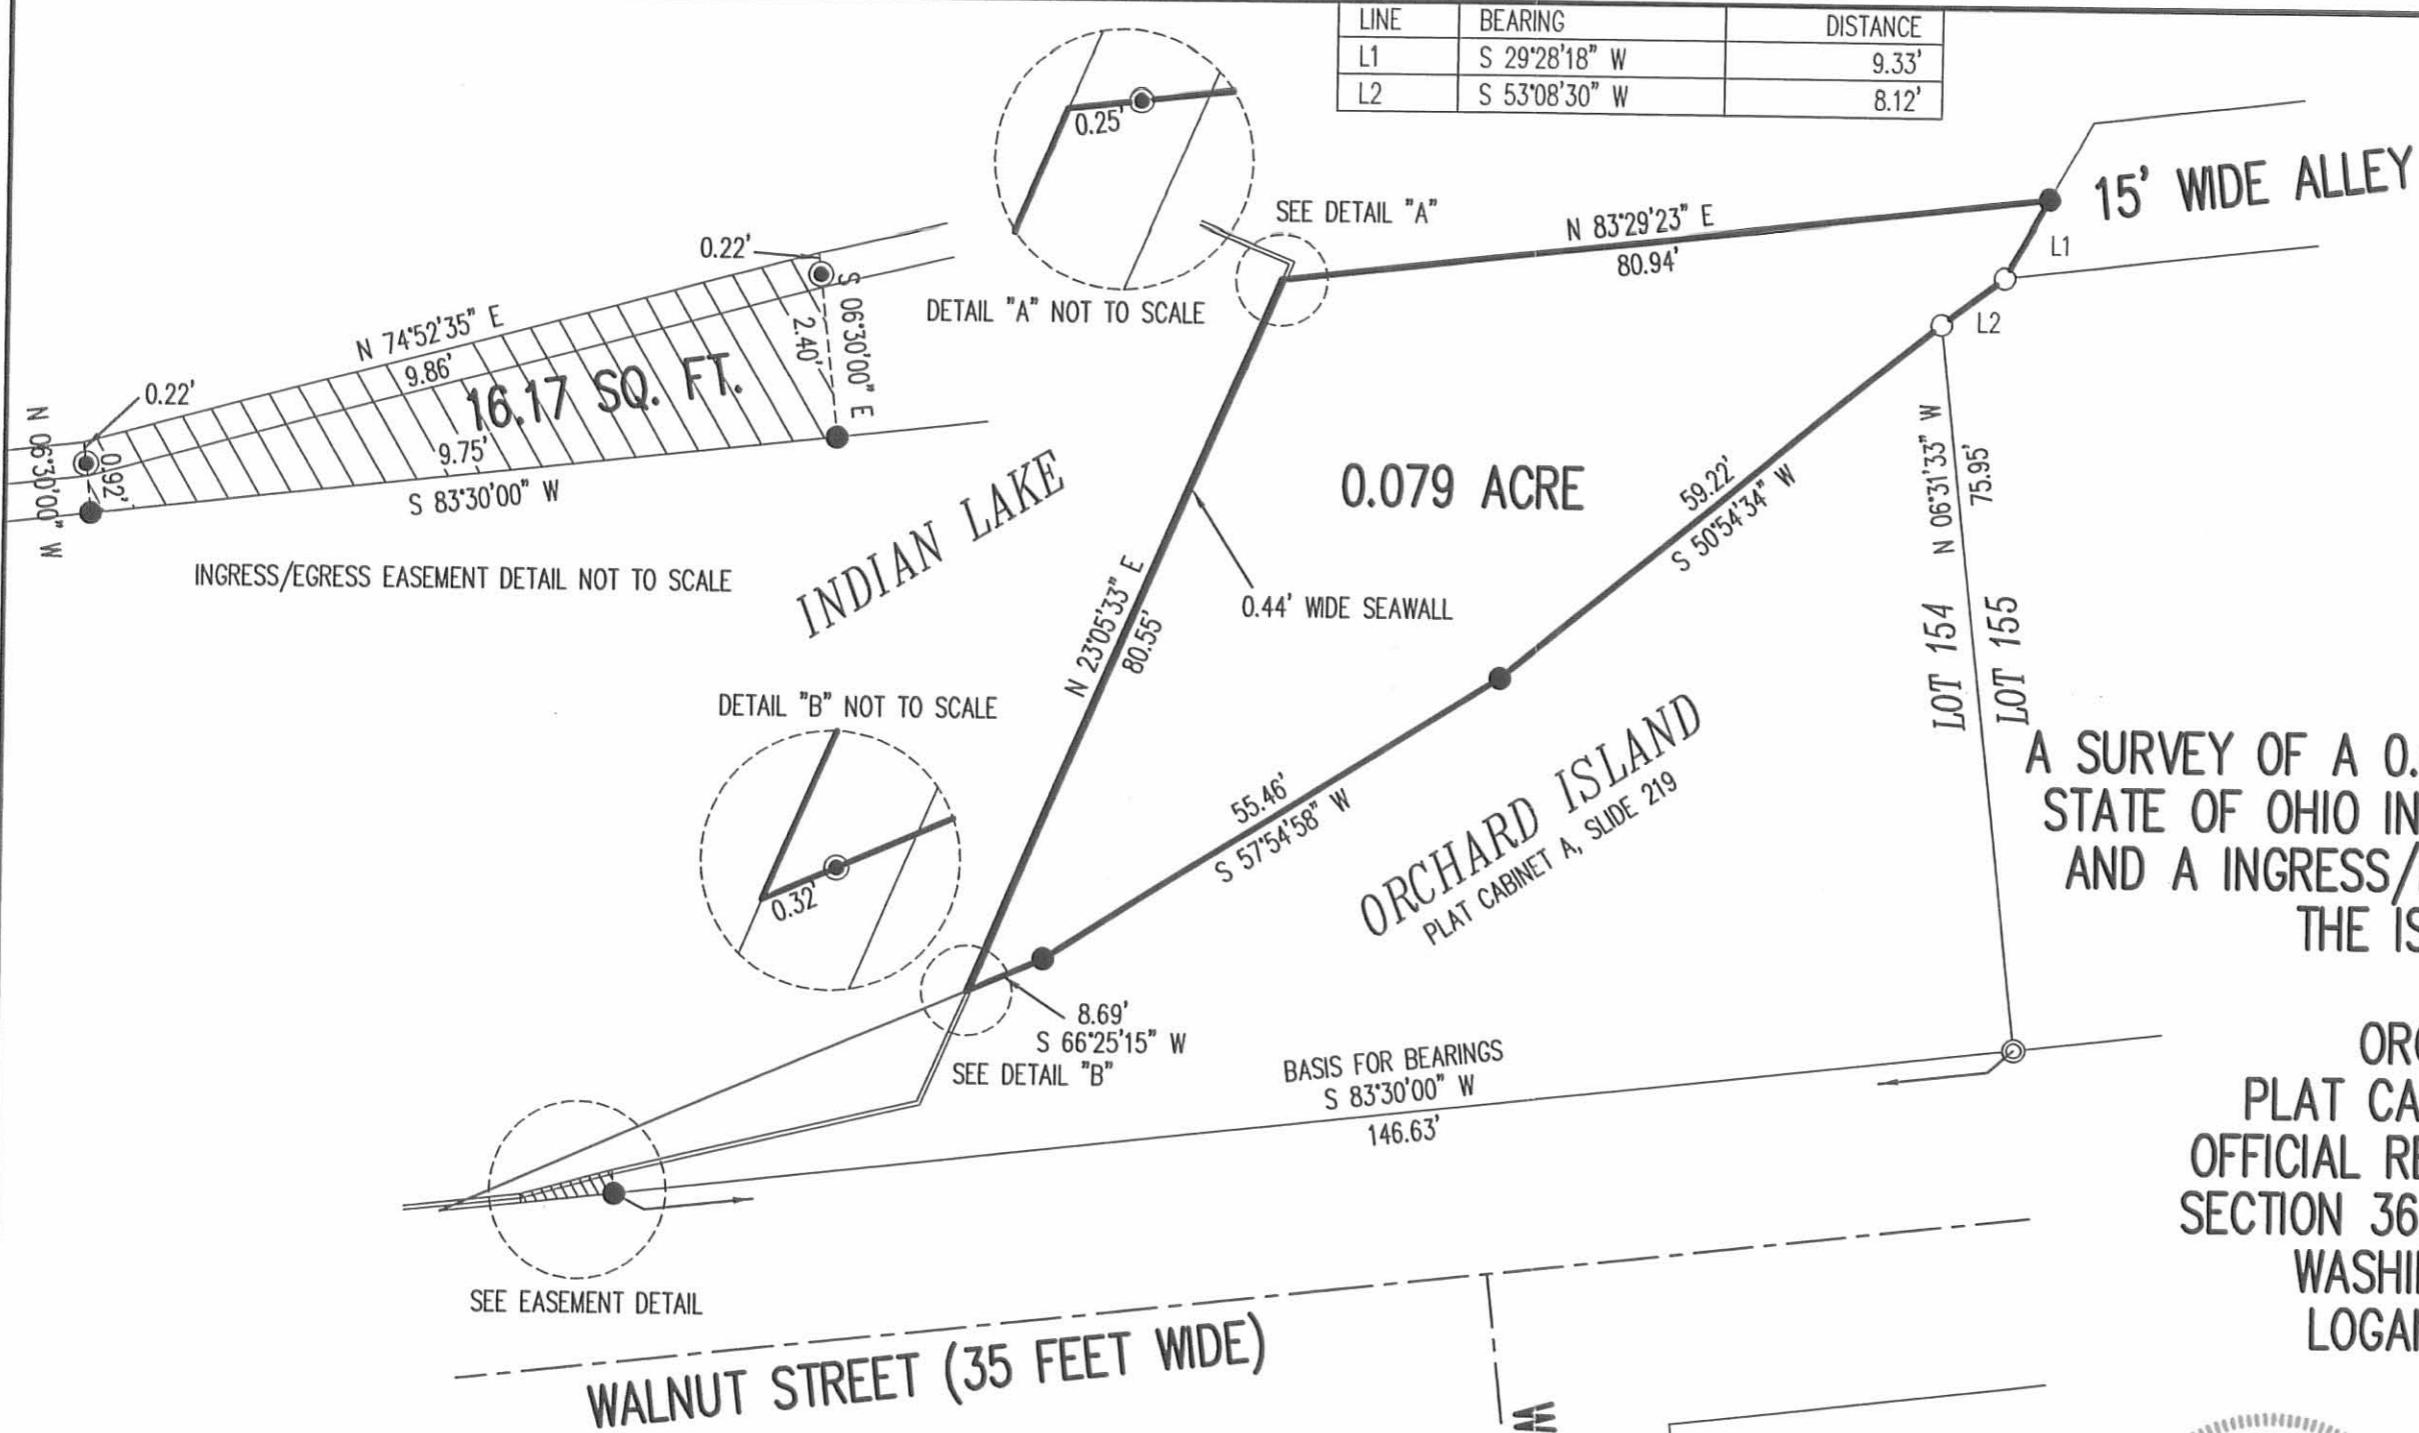 LINE BEARING DISTANCE
L1 S 29°28'18" W 9.33'
L2 S 53°08'30" W 8.12'
0.25'
DETAIL "A" NOT TO SCALE
SEE DETAIL "A"
N 83°29'23" E
80.94'
15' WIDE ALLEY
L1
L2
0.22'
N 74°52'35" E
9.86'
16.17 SQ. FT.
2.40'
S 06°30'00" E
0.22'
N 06°30'00" W
0.92'
9.75'
S 83°30'00" W
INGRESS/EGRESS EASEMENT DETAIL NOT TO SCALE
INDIAN LAKE
0.079 ACRE
0.44' WIDE SEAWALL
N 23°05'33" E
80.55'
59.22'
S 50°54'34" W
N 06°31'33" W
75.95'
LOT 154
LOT 155
DETAIL "B" NOT TO SCALE
0.32'
55.46'
S 57°54'58" W
ORCHARD ISLAND
PLAT CABINET A, SLIDE 219
8.69'
S 66°25'15" W
SEE DETAIL "B"
BASIS FOR BEARINGS
S 83°30'00" W
146.63'
SEE EASEMENT DETAIL
WALNUT STREET (35 FEET WIDE)
A SURVEY OF A 0.
STATE OF OHIO IN
AND A INGRESS/
THE IS
ORC
PLAT CA
OFFICIAL RE
SECTION 36
WASHI
LOGAN